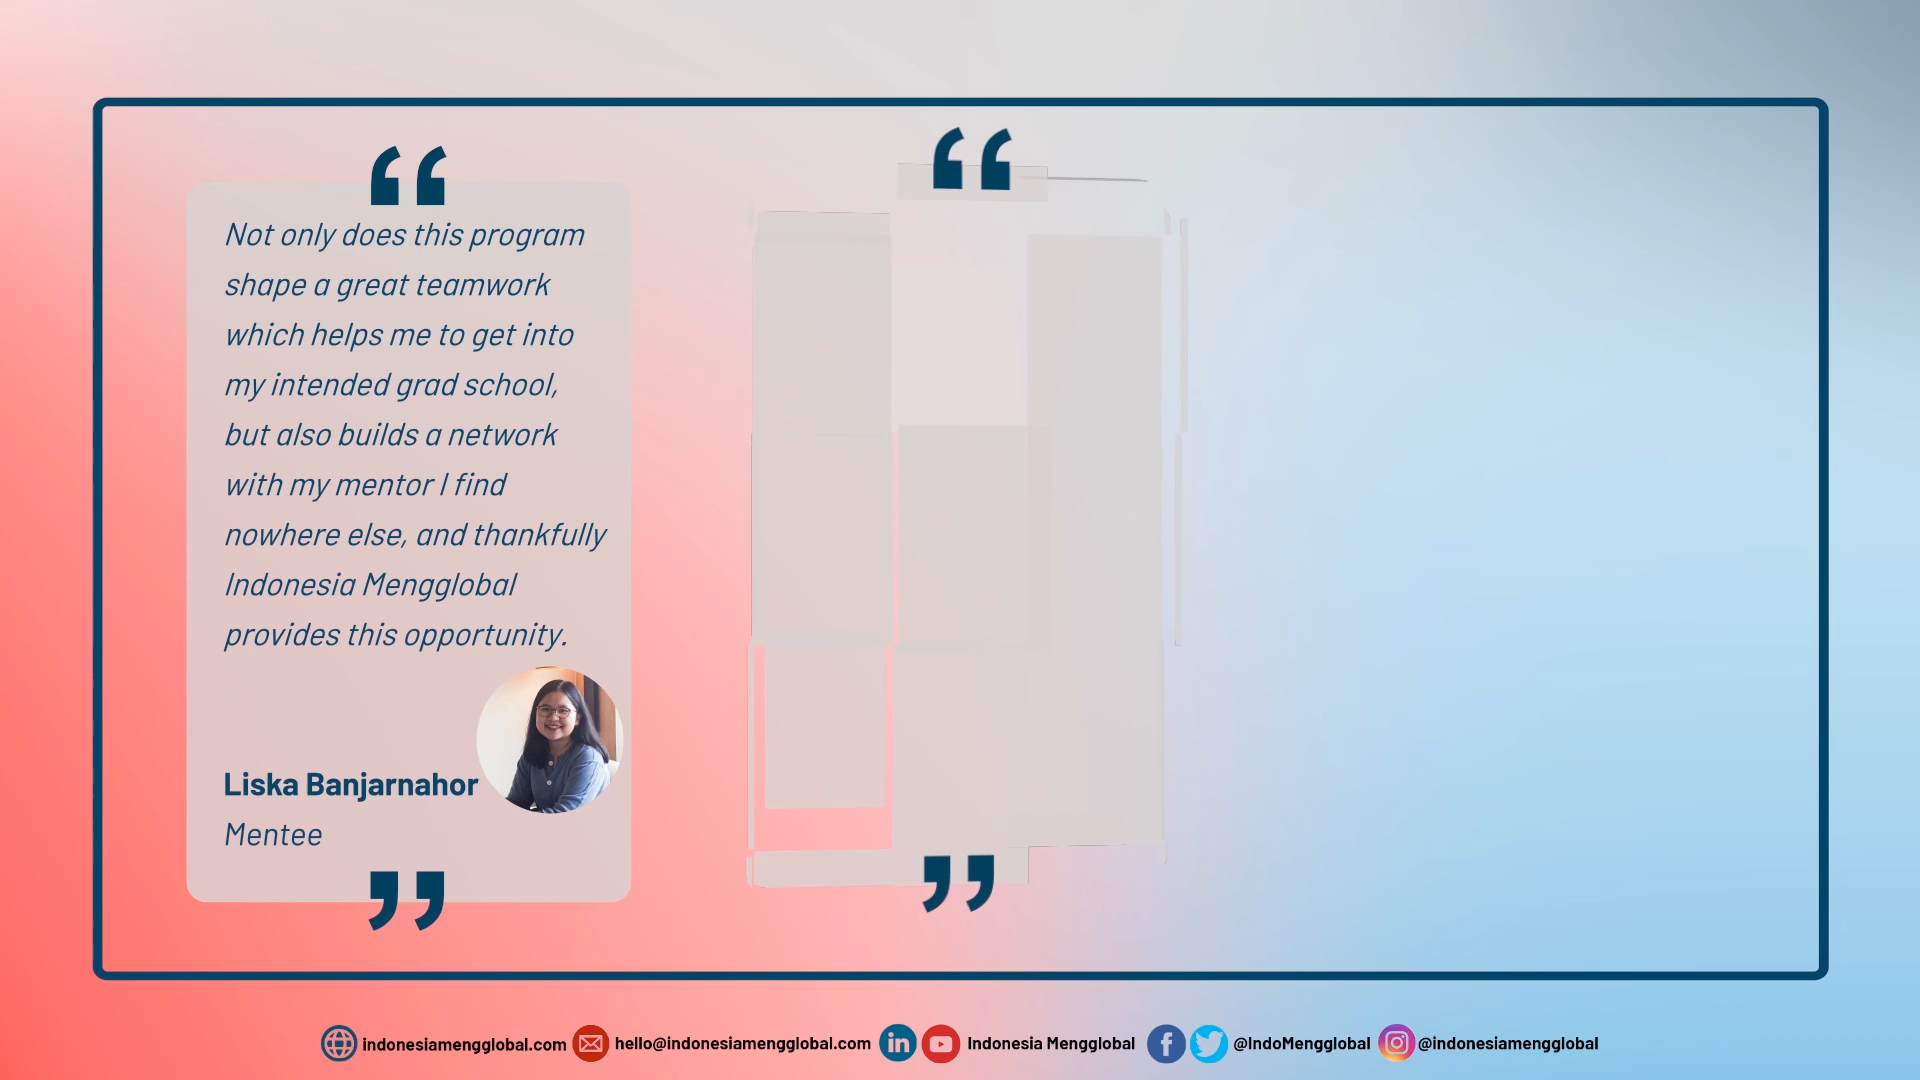 “
Not only does this program
shape a great teamwork
which helps me to get into
my intended grad school,
but also builds a network
with my mentor I find
nowhere else, and thankfully
Indonesia Mengglobal
provides this opportunity.
Liska Banjarnahor
Mentee
”
“
”
indonesiamengglobal.com hello@indonesiamengglobal.com in Indonesia Mengglobal f @IndoMengglobal @indonesiamengglobal